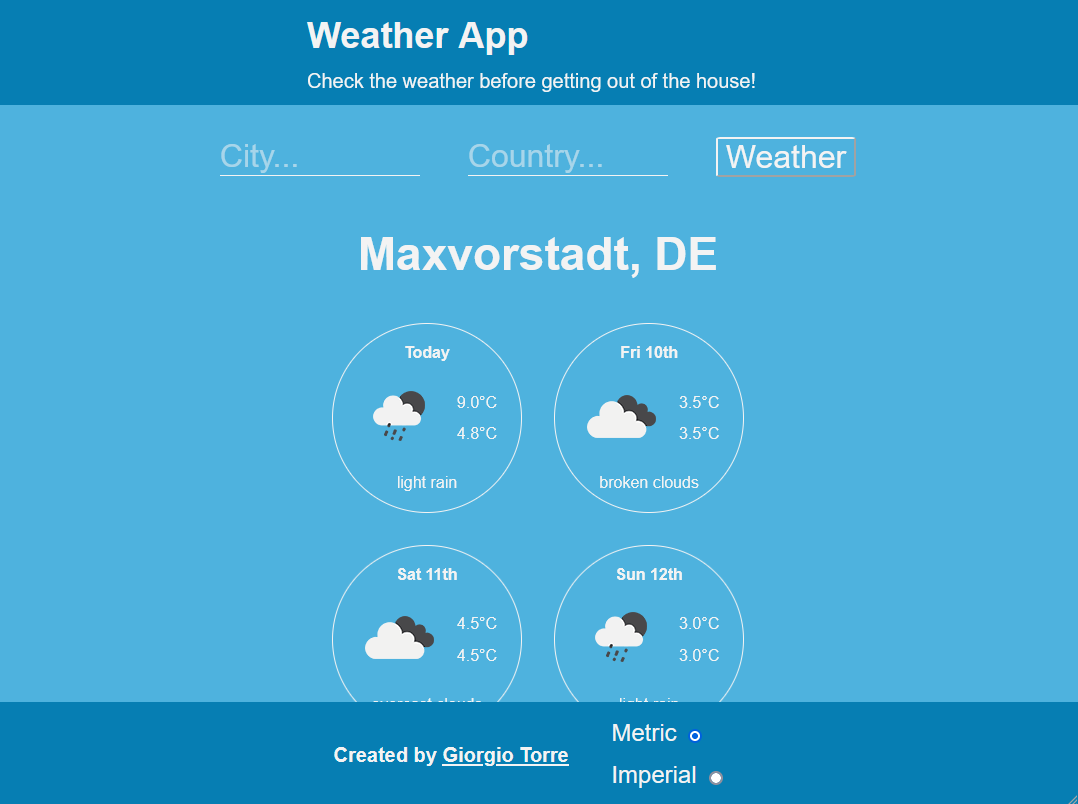 Weather App
Check the weather before getting out of the house!
City...
Country...
Weather
Maxvorstadt, DE
Today
9.0°C
4.8°C
light rain
Fri 10th
3.5°C
3.5°C
broken clouds
Sat 11th
4.5°C
4.5°C
Sun 12th
3.0°C
3.0°C
light rain
Created by Giorgio Torre
Metric
Imperial